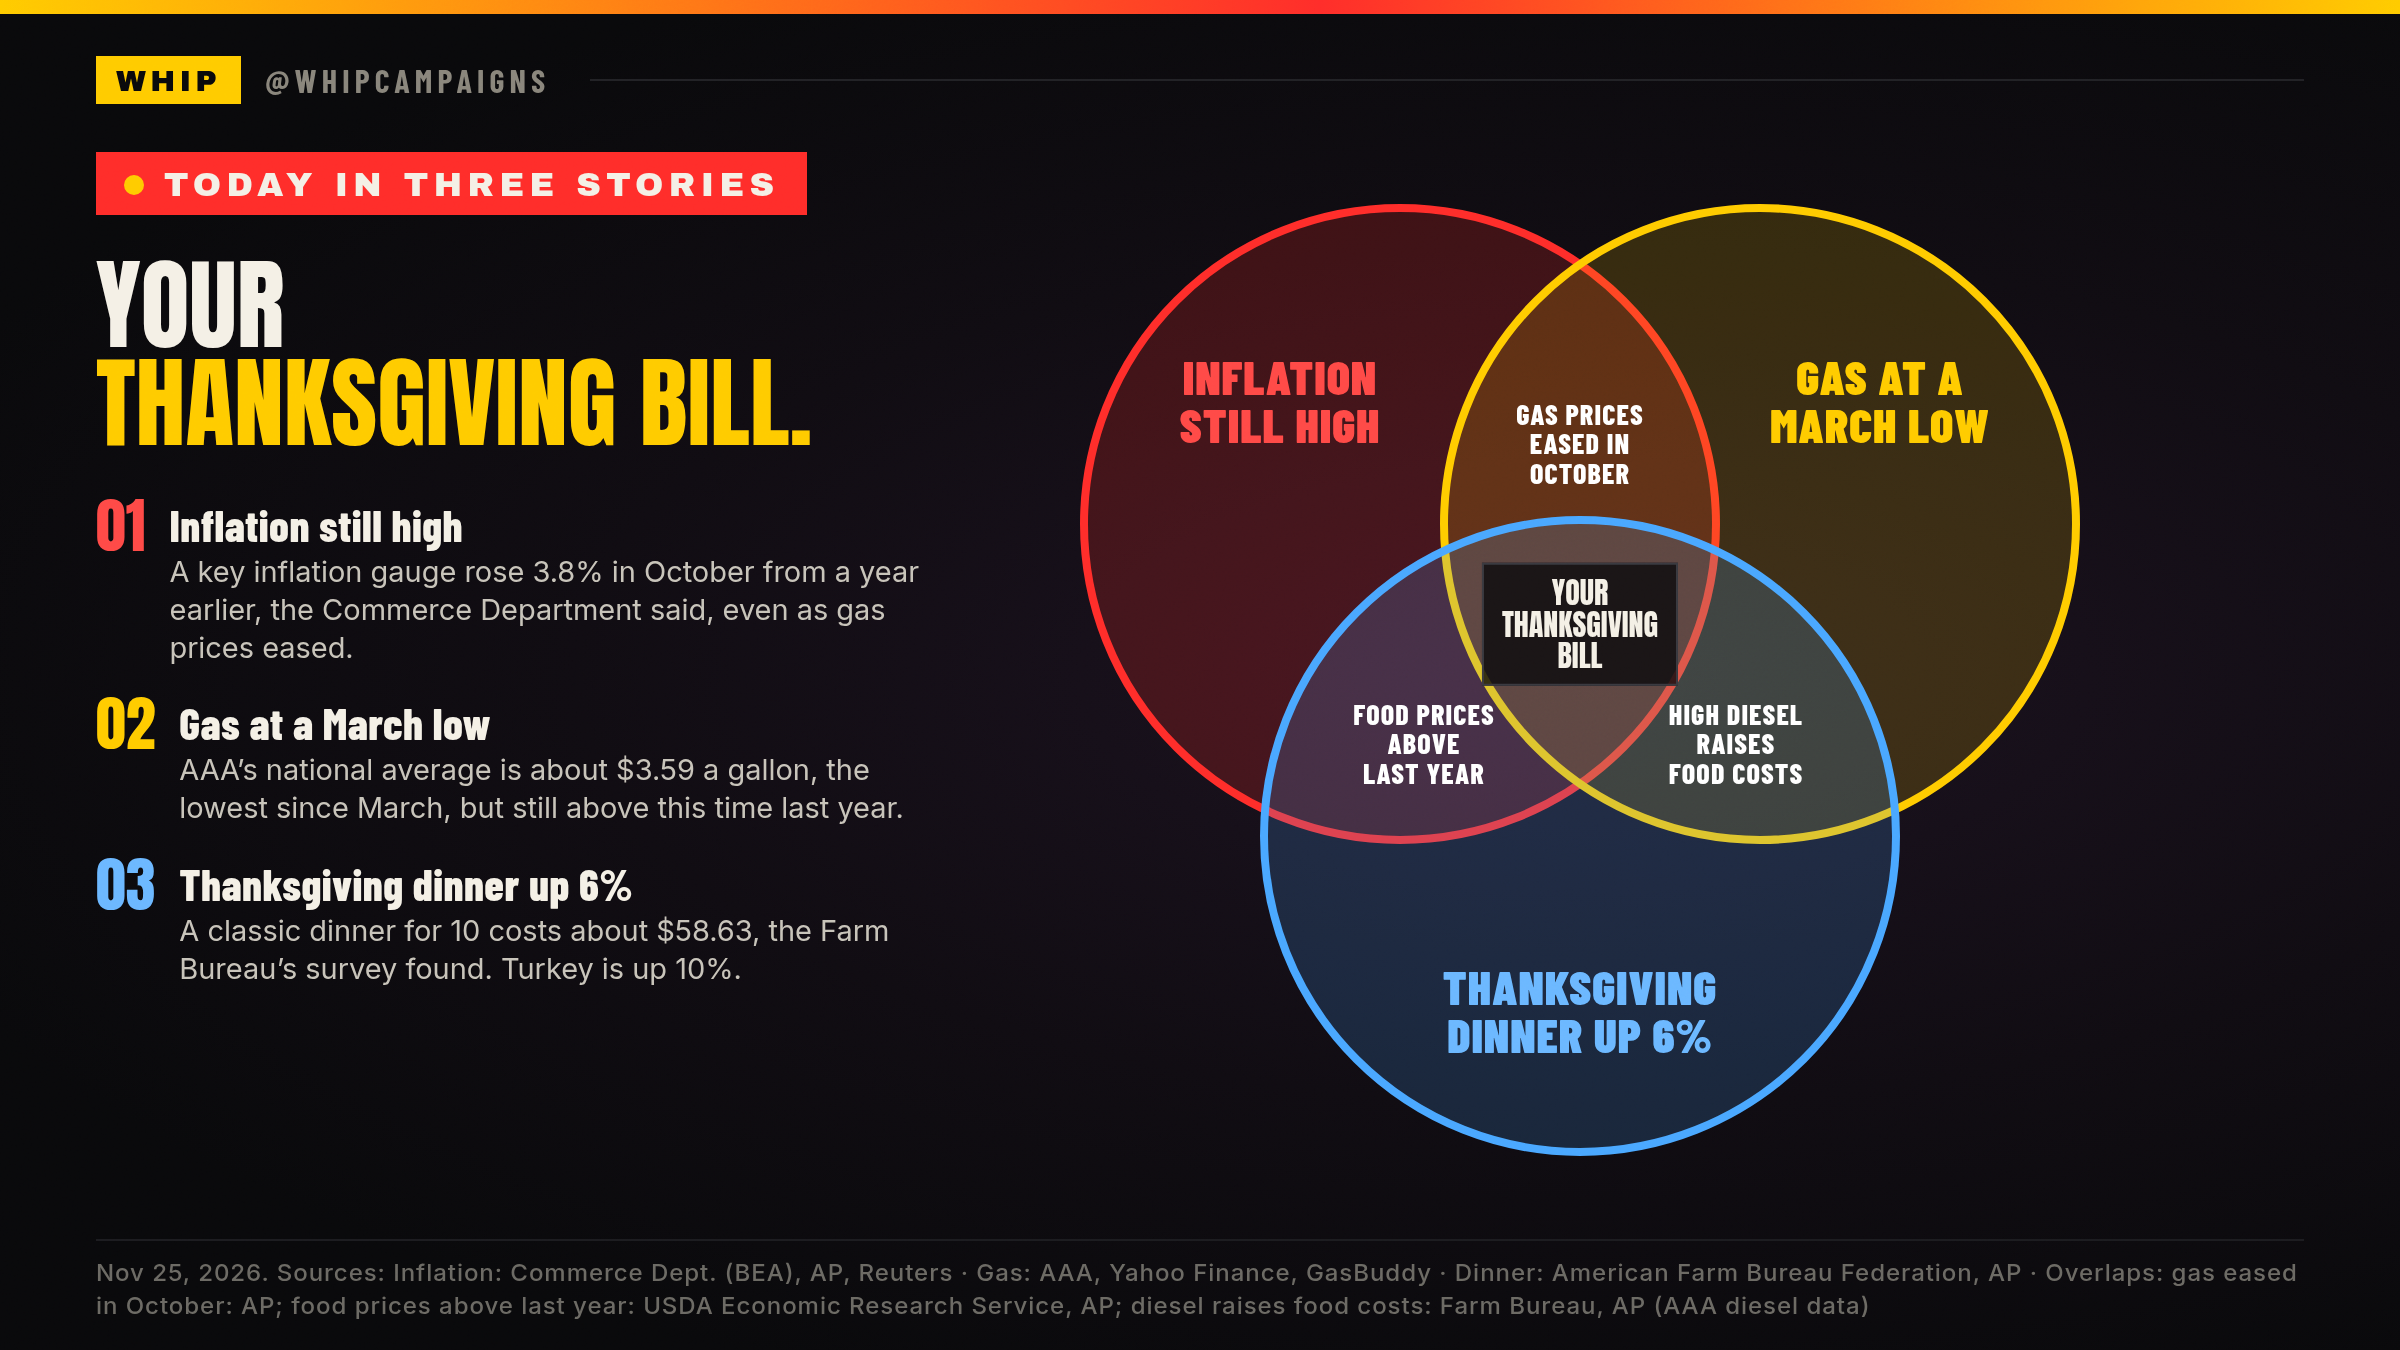 WHIP @WHIPCAMPAIGNS
TODAY IN THREE STORIES
YOUR
THANKSGIVING BILL.
01 Inflation still high
A key inflation gauge rose 3.8% in October from a year
earlier, the Commerce Department said, even as gas
prices eased.
02 Gas at a March low
AAA’s national average is about $3.59 a gallon, the
lowest since March, but still above this time last year.
03 Thanksgiving dinner up 6%
A classic dinner for 10 costs about $58.63, the Farm
Bureau’s survey found. Turkey is up 10%.
INFLATION
STILL HIGH
GAS PRICES
EASED IN
OCTOBER
GAS AT A
MARCH LOW
YOUR
THANKSGIVING
BILL
FOOD PRICES
ABOVE
LAST YEAR
HIGH DIESEL
RAISES
FOOD COSTS
THANKSGIVING
DINNER UP 6%
Nov 25, 2026. Sources: Inflation: Commerce Dept. (BEA), AP, Reuters · Gas: AAA, Yahoo Finance, GasBuddy · Dinner: American Farm Bureau Federation, AP · Overlaps: gas eased
in October: AP; food prices above last year: USDA Economic Research Service, AP; diesel raises food costs: Farm Bureau, AP (AAA diesel data)